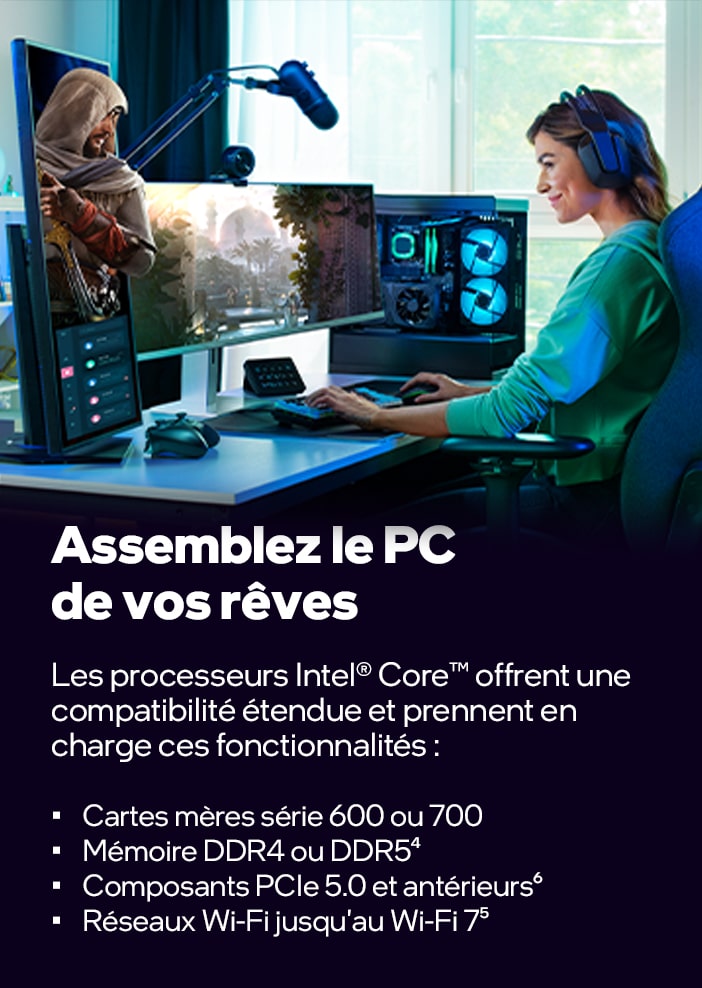 Assemblez le PC
de vos rêves
Les processeurs Intel® Core™ offrent une
compatibilité étendue et prennent en
charge ces fonctionnalités :
▪ Cartes mères série 600 ou 700
▪ Mémoire DDR4 ou DDR5⁴
▪ Composants PCIe 5.0 et antérieurs⁶
▪ Réseaux Wi-Fi jusqu'au Wi-Fi 7⁵